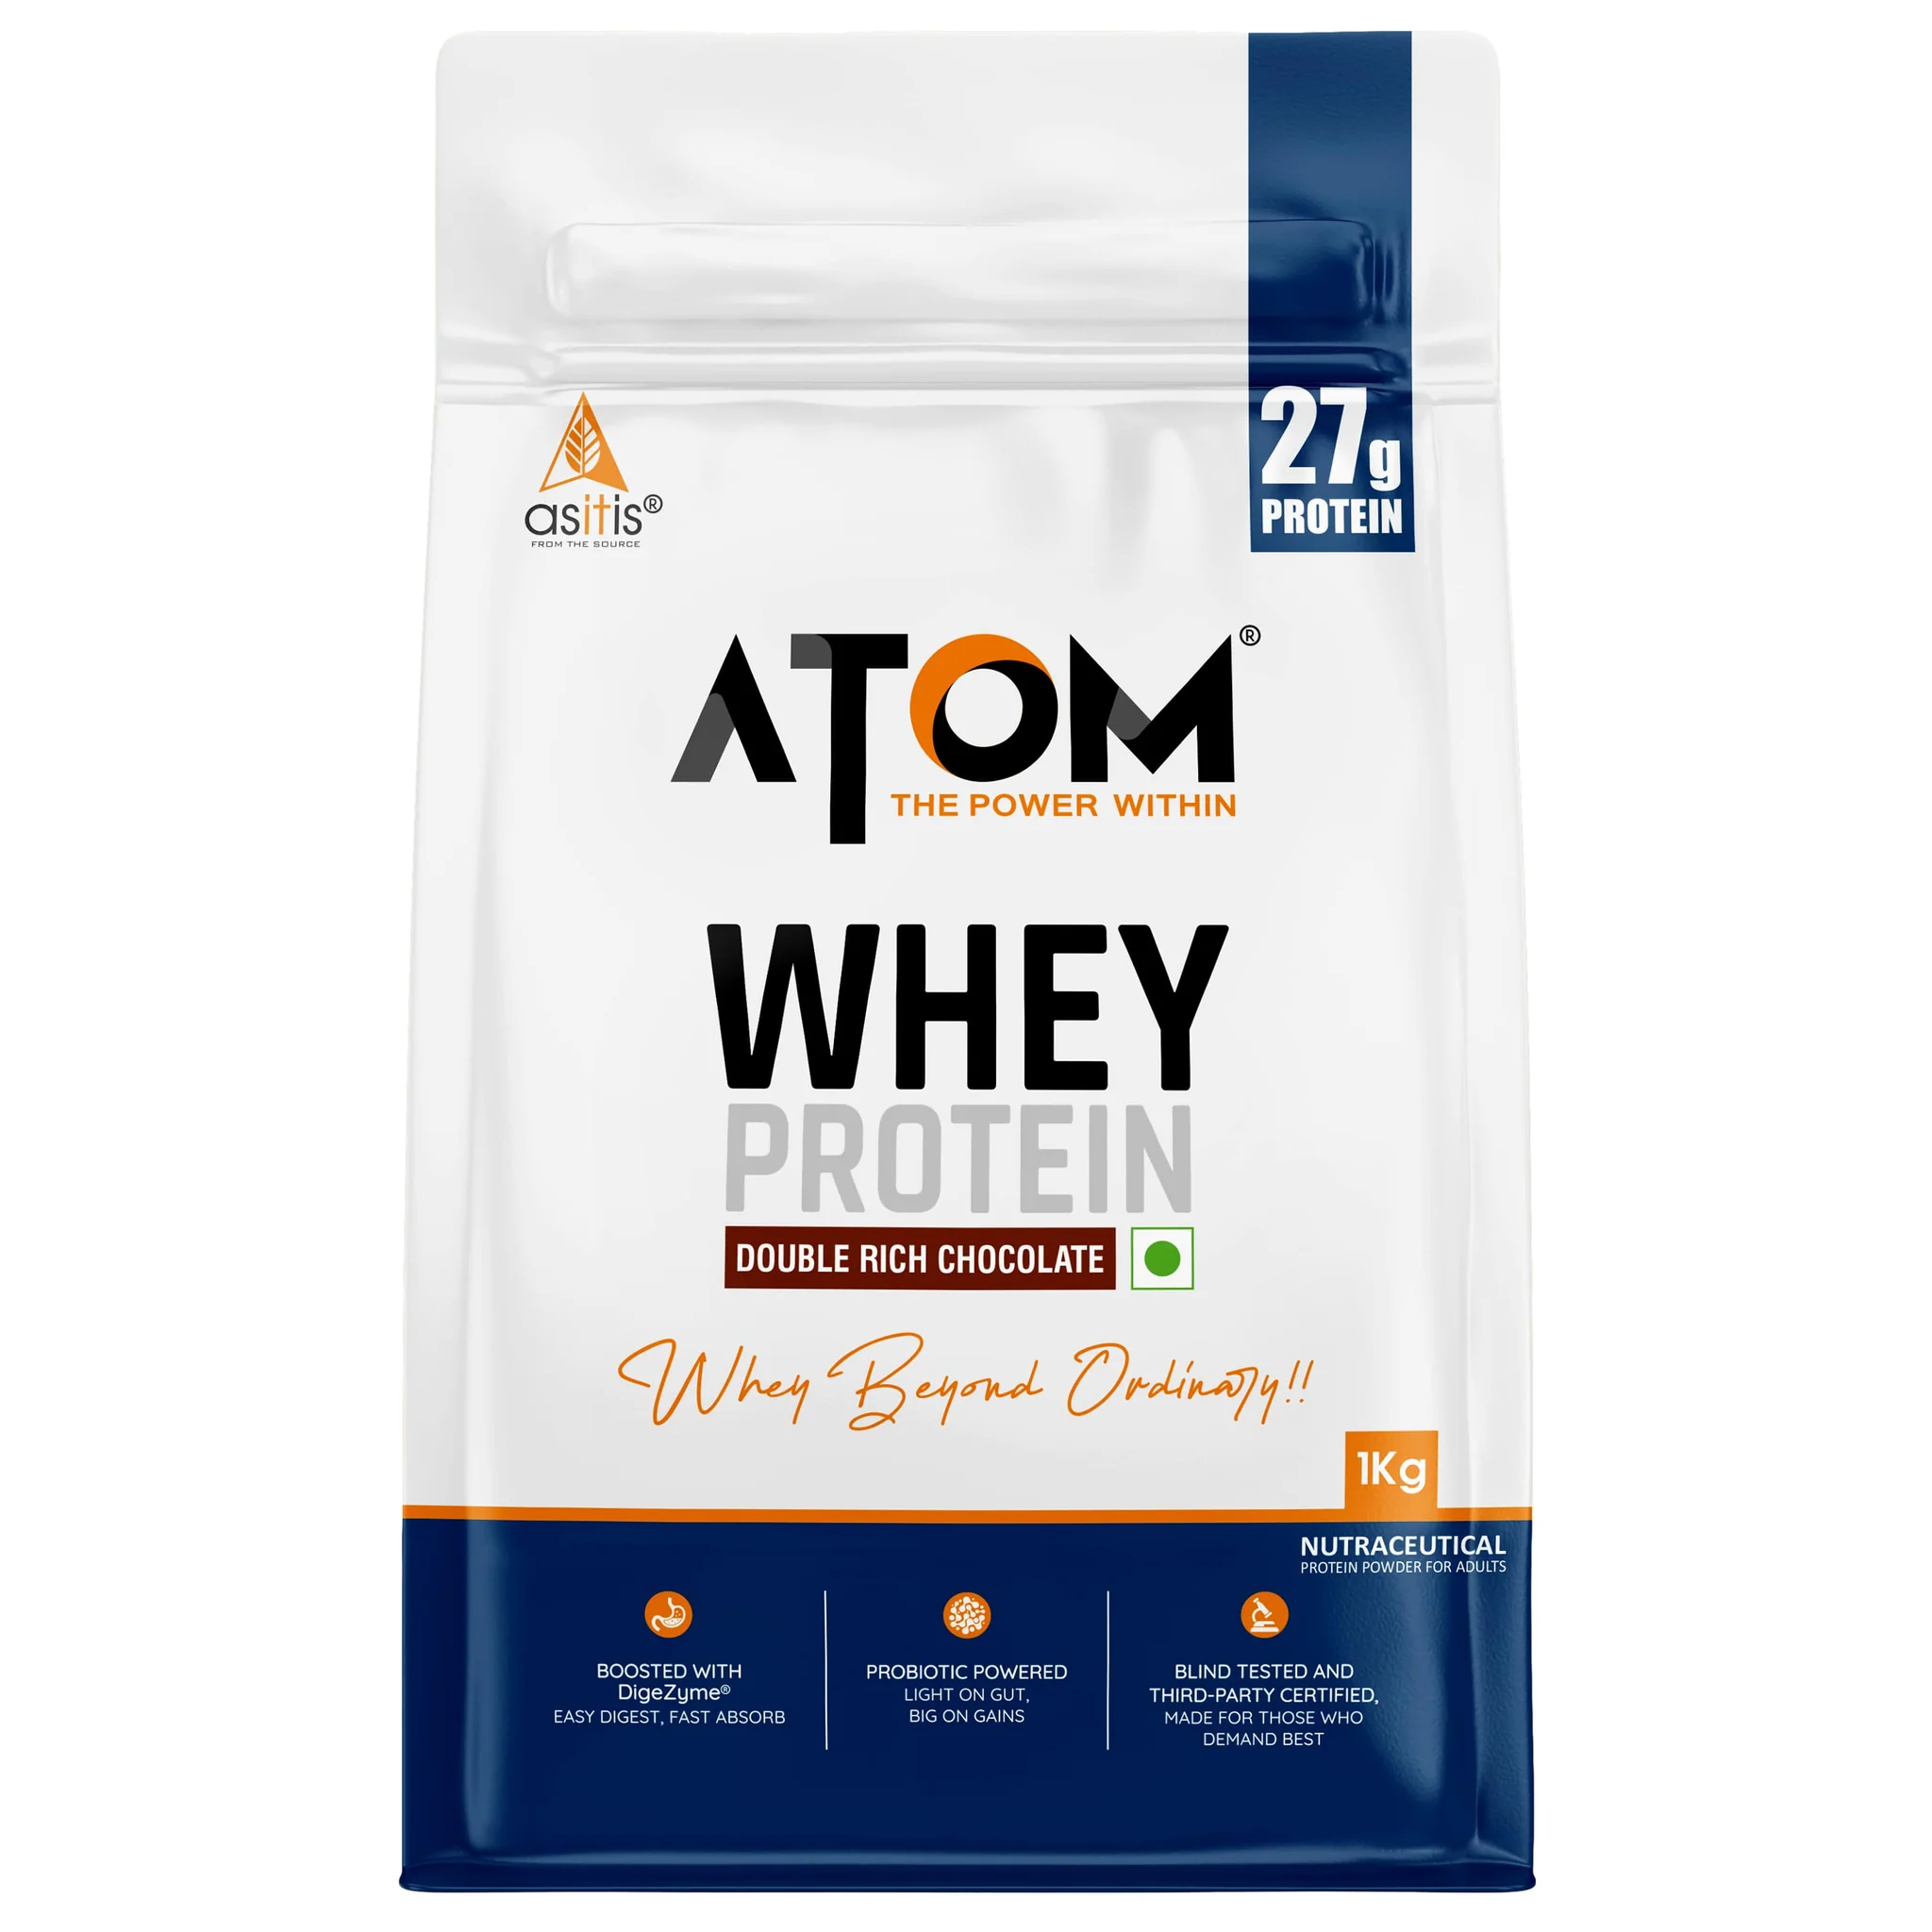 27g
PROTEIN
asitis®
FROM THE SOURCE
ATOM®
THE POWER WITHIN
WHEY
PROTEIN
DOUBLE RICH CHOCOLATE
Whey Beyond Ordinary!!
1Kg
NUTRACEUTICAL
PROTEIN POWDER FOR ADULTS
BOOSTED WITH
DigeZyme®
EASY DIGEST, FAST ABSORB
PROBIOTIC POWERED
LIGHT ON GUT,
BIG ON GAINS
BLIND TESTED AND
THIRD-PARTY CERTIFIED,
MADE FOR THOSE WHO
DEMAND BEST